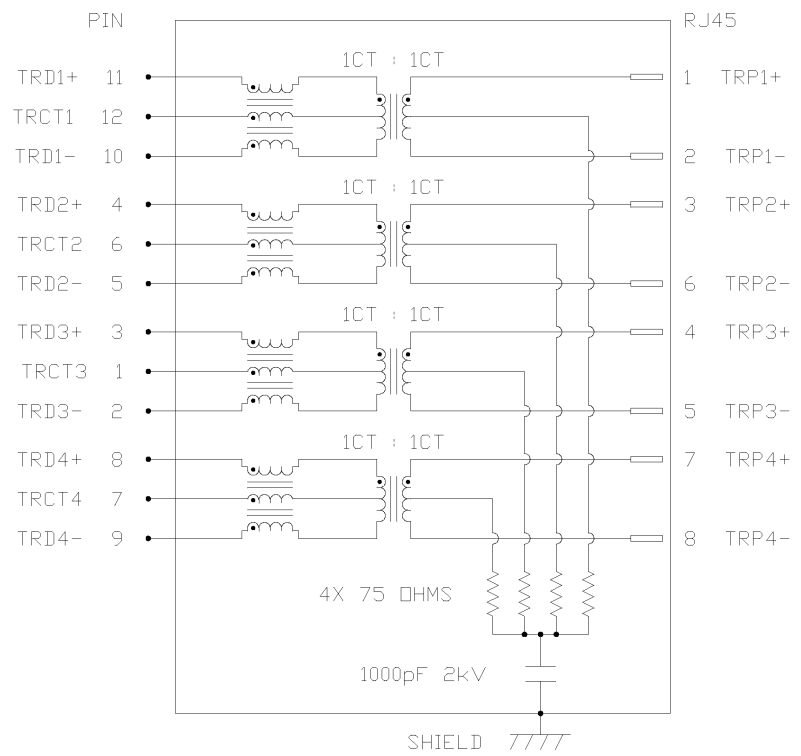 PIN RJ45
1CT : 1CT
TRD1+ 11 1 TRP1+
TRCT1 12
TRD1- 10 2 TRP1-
1CT : 1CT
TRD2+ 4 3 TRP2+
TRCT2 6
TRD2- 5 6 TRP2-
1CT : 1CT
TRD3+ 3 4 TRP3+
TRCT3 1
TRD3- 2 5 TRP3-
1CT : 1CT
TRD4+ 8 7 TRP4+
TRCT4 7
TRD4- 9 8 TRP4-
4X 75 OHMS
1000pF 2kV
SHIELD